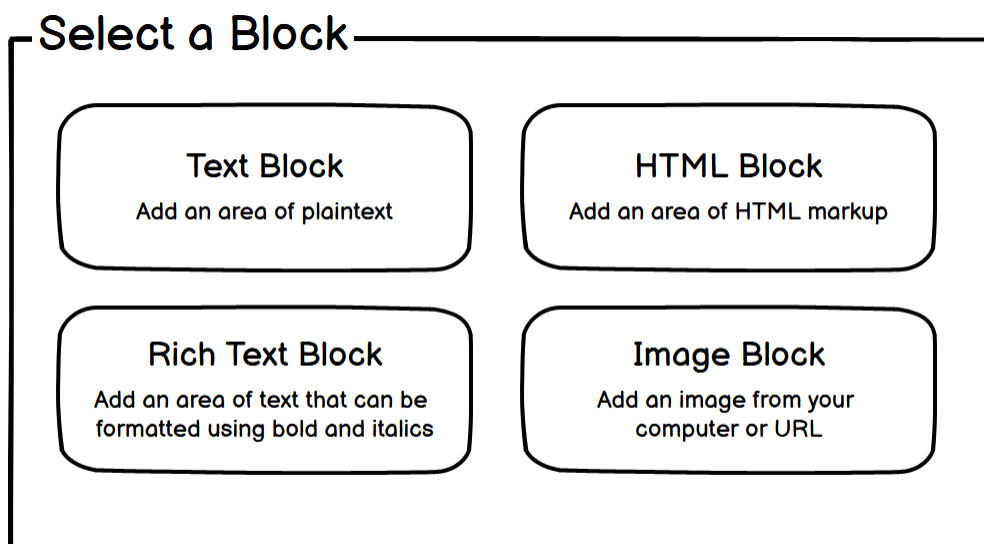 Select a Block
Text Block
Add an area of plaintext
HTML Block
Add an area of HTML markup
Rich Text Block
Add an area of text that can be
formatted using bold and italics
Image Block
Add an image from your
computer or URL